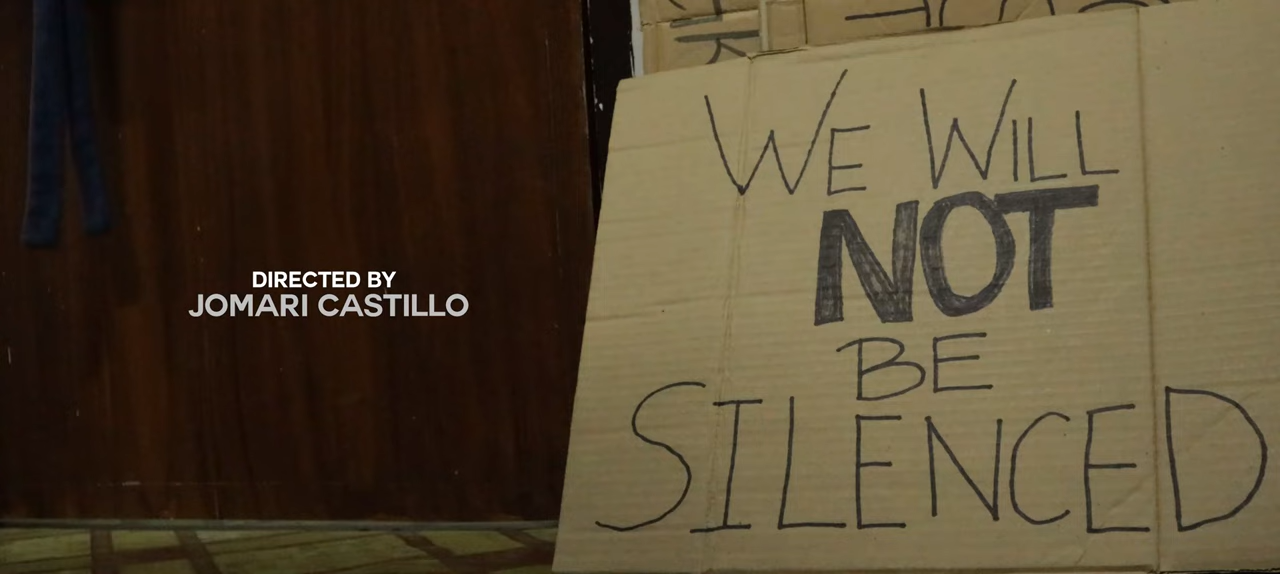 DIRECTED BY
JOMARI CASTILLO
WE WILL
NOT
BE
SILENCED